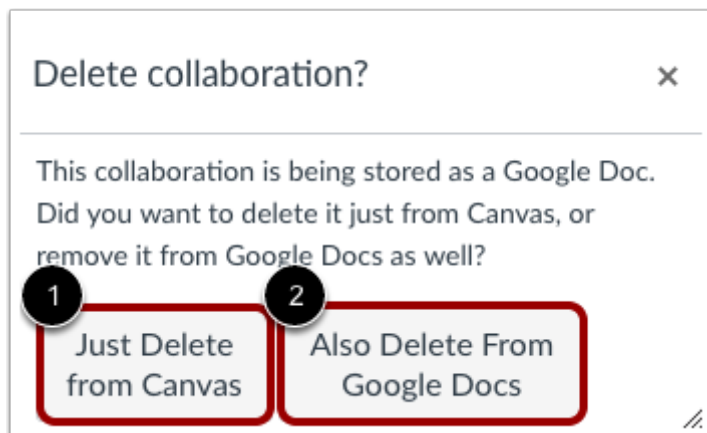 Delete collaboration?
×
This collaboration is being stored as a Google Doc.
Did you want to delete it just from Canvas, or
remove it from Google Docs as well?
1
2
Just Delete
from Canvas
Also Delete From
Google Docs